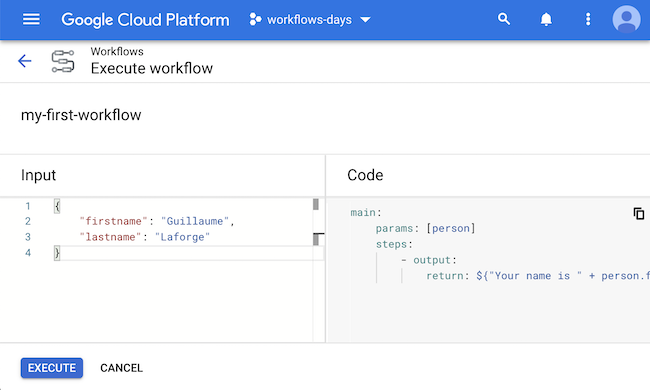 Google Cloud Platform workflows-days
Workflows
Execute workflow
my-first-workflow
Input
Code
1 {
2 "firstname": "Guillaume",
3 "lastname": "Laforge"
4 }
main:
params: [person]
steps:
- output:
return: ${"Your name is " + person.f
EXECUTE CANCEL